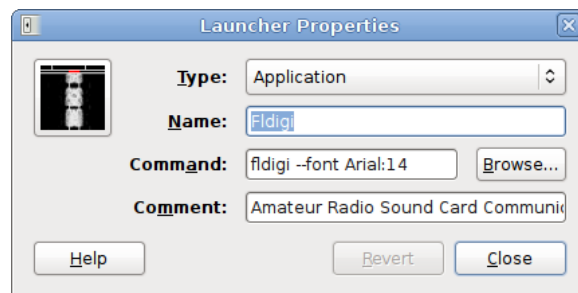 Launcher Properties
Type: Application
Name: Fldigi
Command: fldigi --font Arial:14 Browse...
Comment: Amateur Radio Sound Card Communic
Help Revert Close